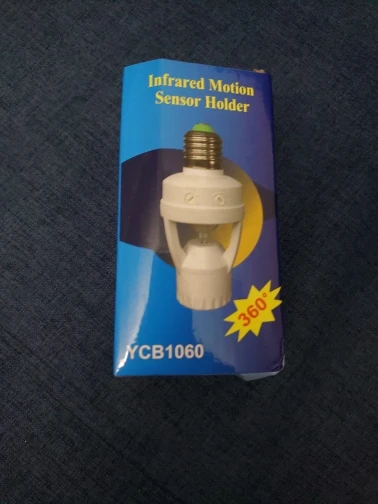 Infrared Motion
Sensor Holder
360°
YCB1060